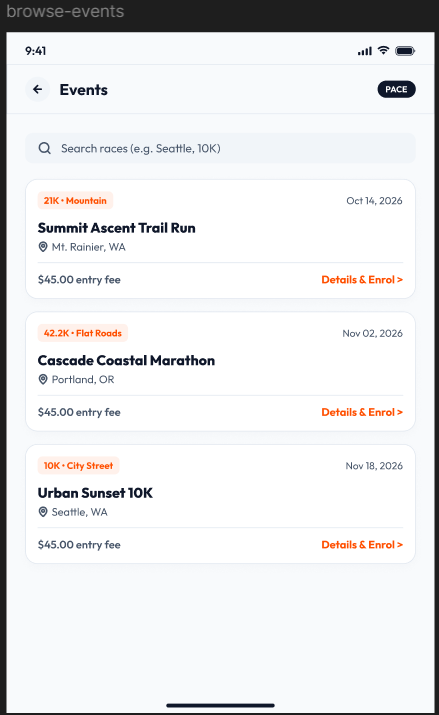 browse-events
9:41
Events
PACE
Search races (e.g. Seattle, 10K)
21K • Mountain
Oct 14, 2026
Summit Ascent Trail Run
Mt. Rainier, WA
$45.00 entry fee
Details & Enrol >
42.2K • Flat Roads
Nov 02, 2026
Cascade Coastal Marathon
Portland, OR
$45.00 entry fee
Details & Enrol >
10K • City Street
Nov 18, 2026
Urban Sunset 10K
Seattle, WA
$45.00 entry fee
Details & Enrol >